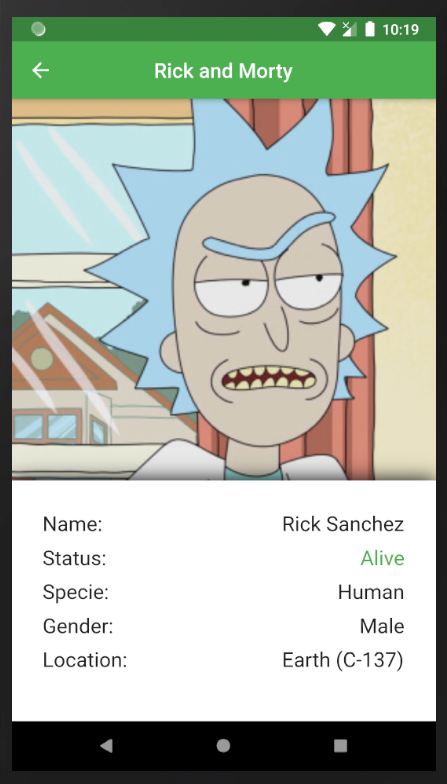 10:19
Rick and Morty
Name: Rick Sanchez
Status: Alive
Specie: Human
Gender: Male
Location: Earth (C-137)